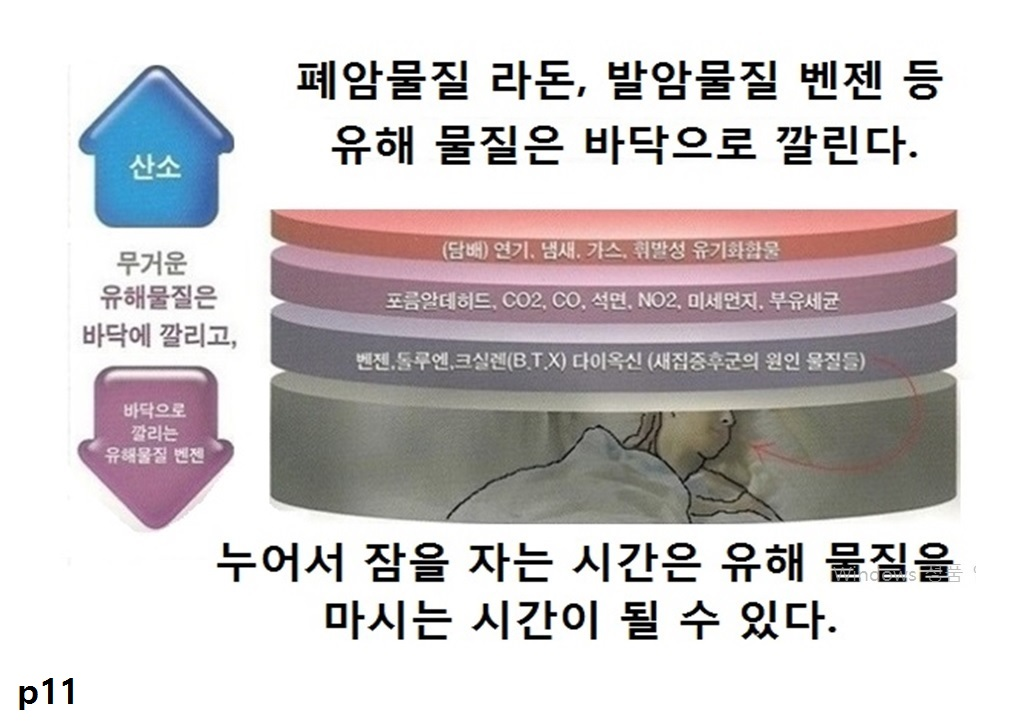 폐암물질 라돈, 발암물질 벤젠 등
유해 물질은 바닥으로 깔린다.
산소
무거운
유해물질은
바닥에 깔리고,
바닥으로
깔리는
유해물질 벤젠
(담배) 연기, 냄새, 가스, 휘발성 유기화합물
포름알데히드, CO2, CO, 석면, NO2, 미세먼지, 부유세균
벤젠,톨루엔,크실렌(B.T.X) 다이옥신 (새집증후군의 원인 물질들)
누어서 잠을 자는 시간은 유해 물질을
마시는 시간이 될 수 있다.
Windows 정품
p11